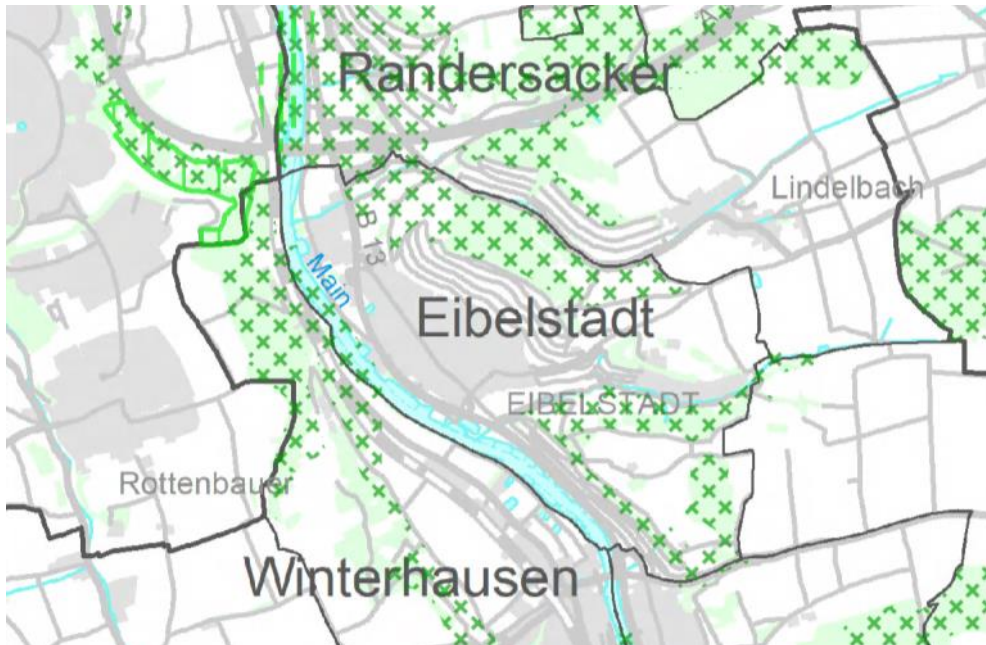 Randersacker
A
Lindelbach
B 13
Main
Eibelstadt
EIBELSTADT
Rottenbauer
Winterhausen